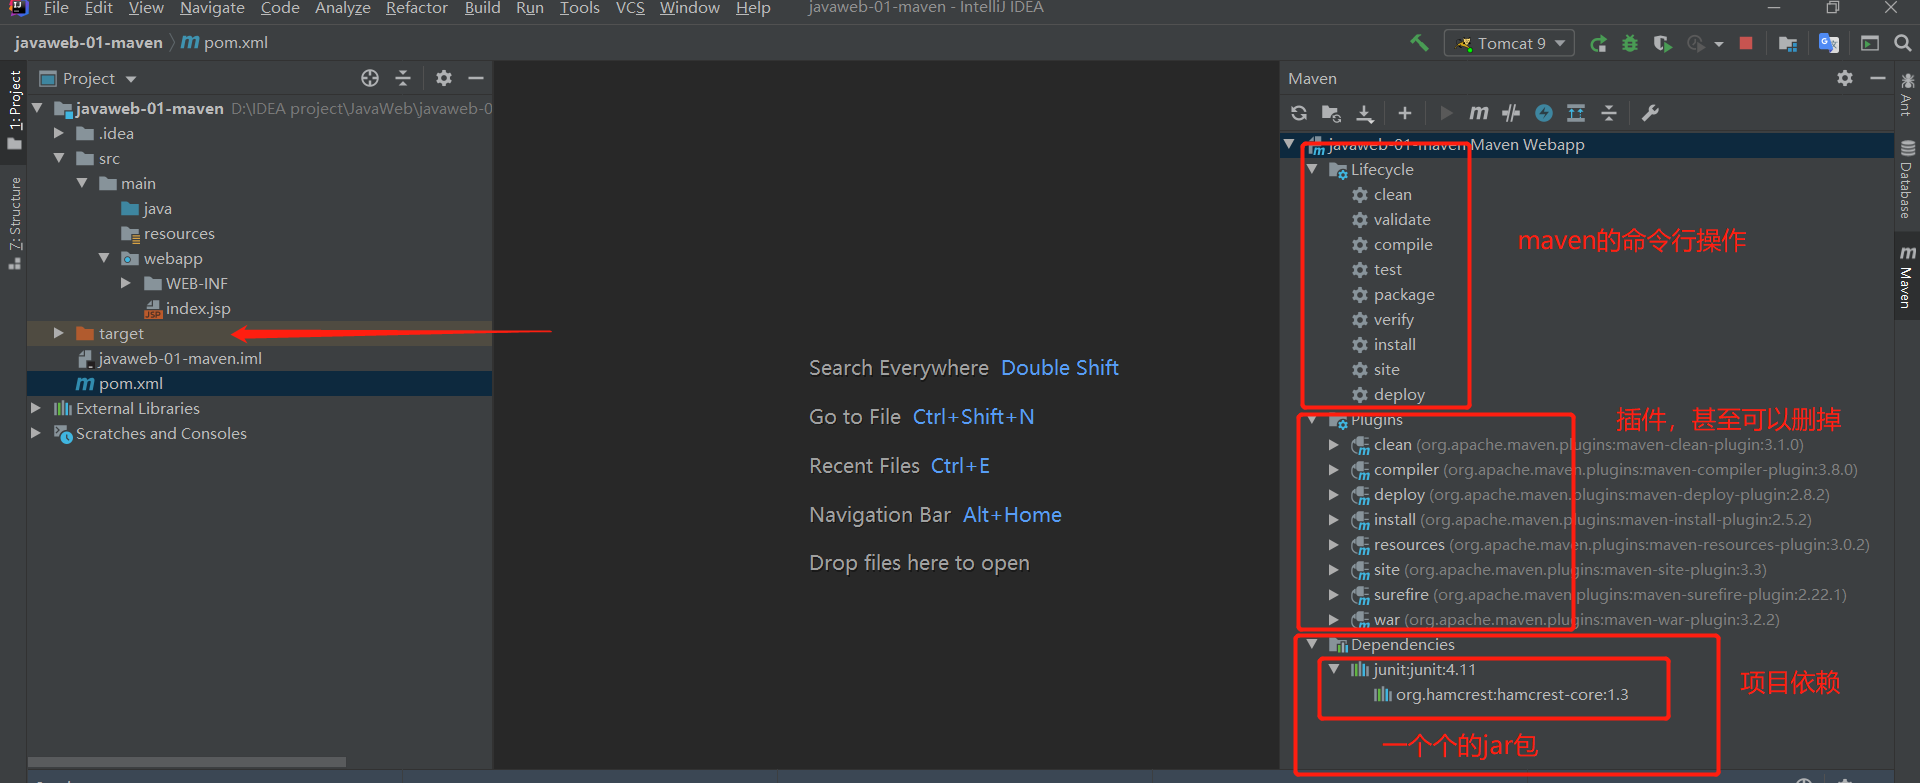 File Edit View Navigate Code Analyze Refactor Build Run Tools VCS Window Help javaweb-01-maven - IntelliJ IDEA
javaweb-01-maven pom.xml
Tomcat 9
1: Project
7: Structure
Project
javaweb-01-maven D:\IDEA project\JavaWeb\javaweb-0
.idea
src
main
java
resources
webapp
WEB-INF
index.jsp
target
javaweb-01-maven.iml
pom.xml
External Libraries
Scratches and Consoles
Search Everywhere Double Shift
Go to File Ctrl+Shift+N
Recent Files Ctrl+E
Navigation Bar Alt+Home
Drop files here to open
Maven
javaweb-01-maven Maven Webapp
Lifecycle
clean
validate
compile
test
package
verify
install
site
deploy
maven的命令行操作
Plugins
插件，甚至可以删掉
clean (org.apache.maven.plugins:maven-clean-plugin:3.1.0)
compiler (org.apache.maven.plugins:maven-compiler-plugin:3.8.0)
deploy (org.apache.maven.plugins:maven-deploy-plugin:2.8.2)
install (org.apache.maven.plugins:maven-install-plugin:2.5.2)
resources (org.apache.maven.plugins:maven-resources-plugin:3.0.2)
site (org.apache.maven.plugins:maven-site-plugin:3.3)
surefire (org.apache.maven.plugins:maven-surefire-plugin:2.22.1)
war (org.apache.maven.plugins:maven-war-plugin:3.2.2)
Dependencies
junit:junit:4.11
org.hamcrest:hamcrest-core:1.3
项目依赖
一个个的jar包
Ant
Database
Maven